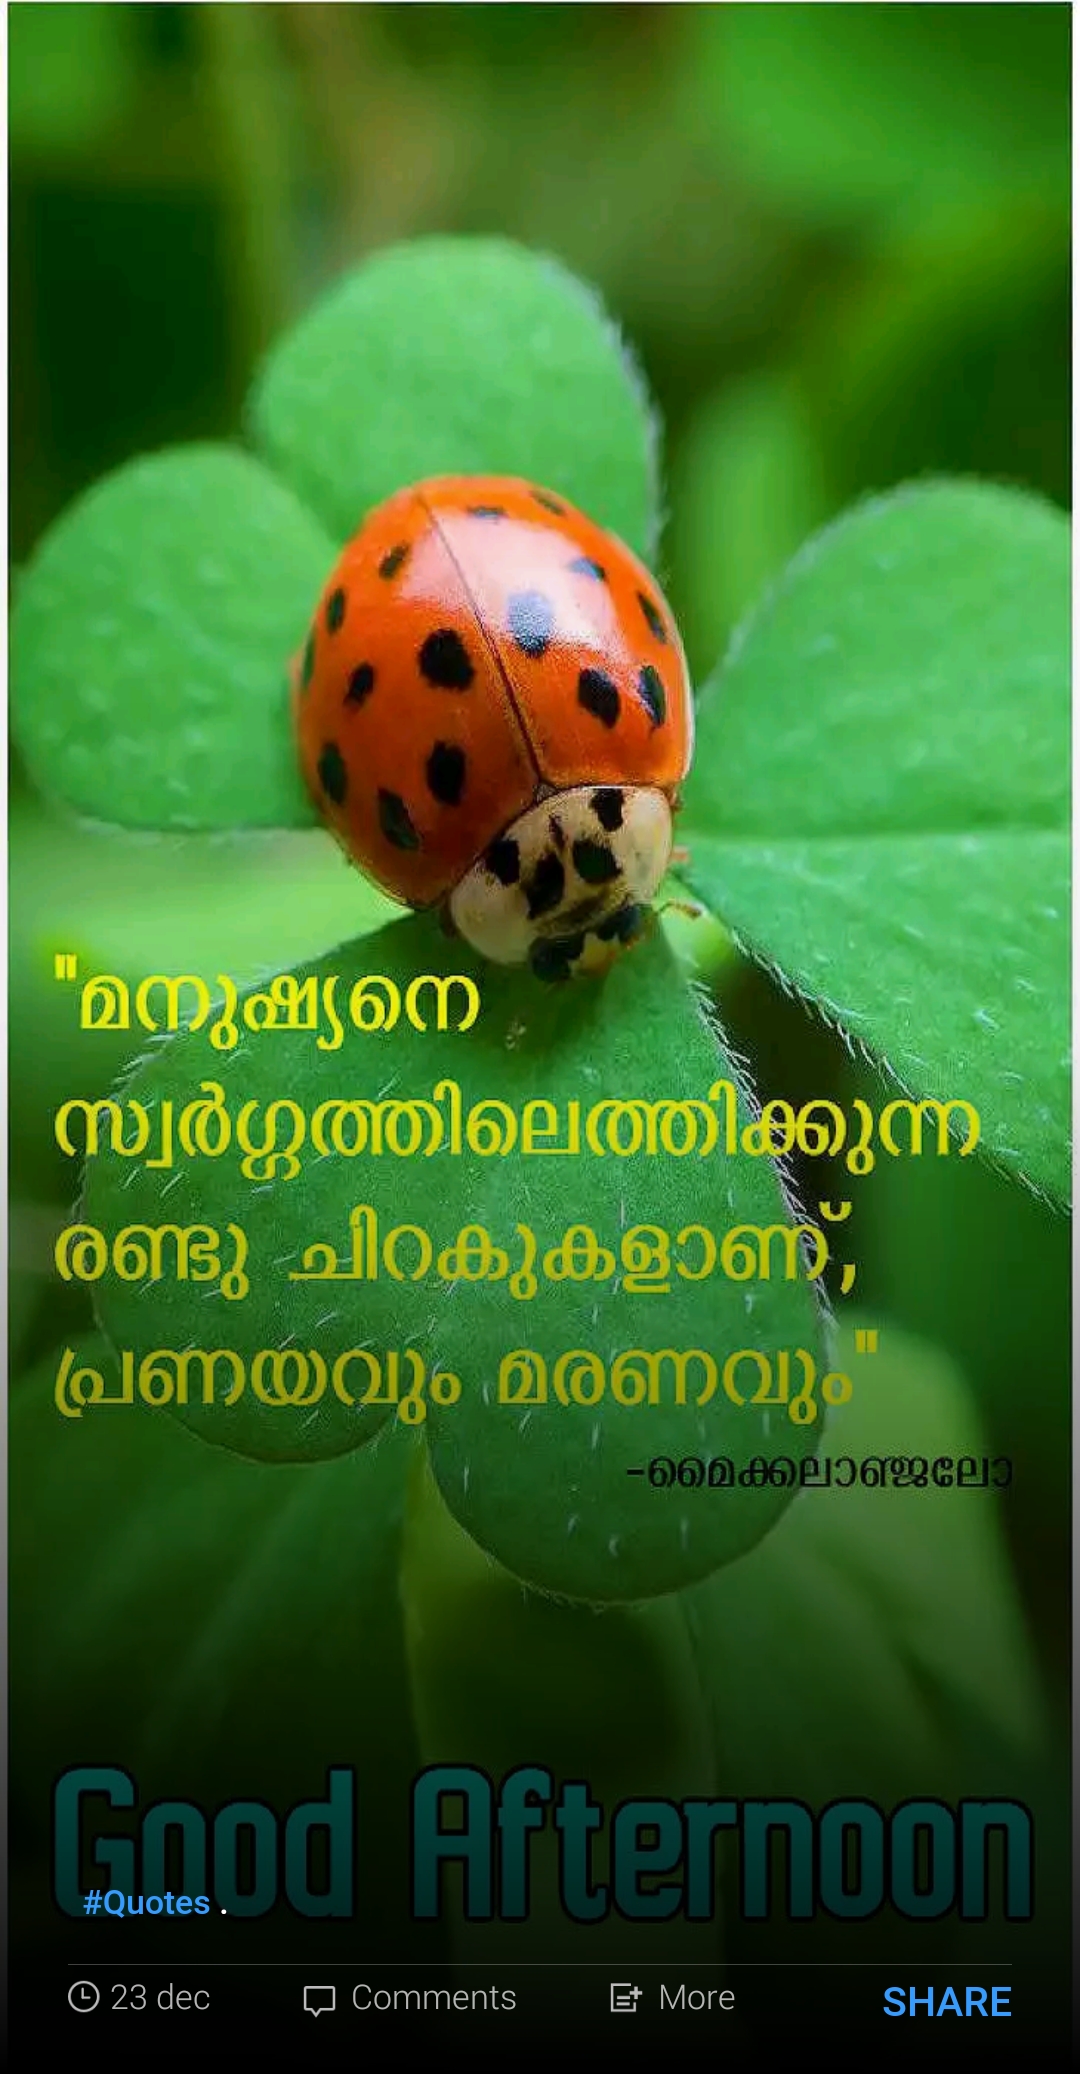 "മനുഷ്യനെ
സ്വർഗ്ഗത്തിലെത്തിക്കുന്ന
രണ്ടു ചിറകുകളാണ്,
പ്രണയവും മരണവും"
-മൈക്കലാഞ്ജലോ
Good Afternoon
#Quotes .
23 dec Comments More SHARE